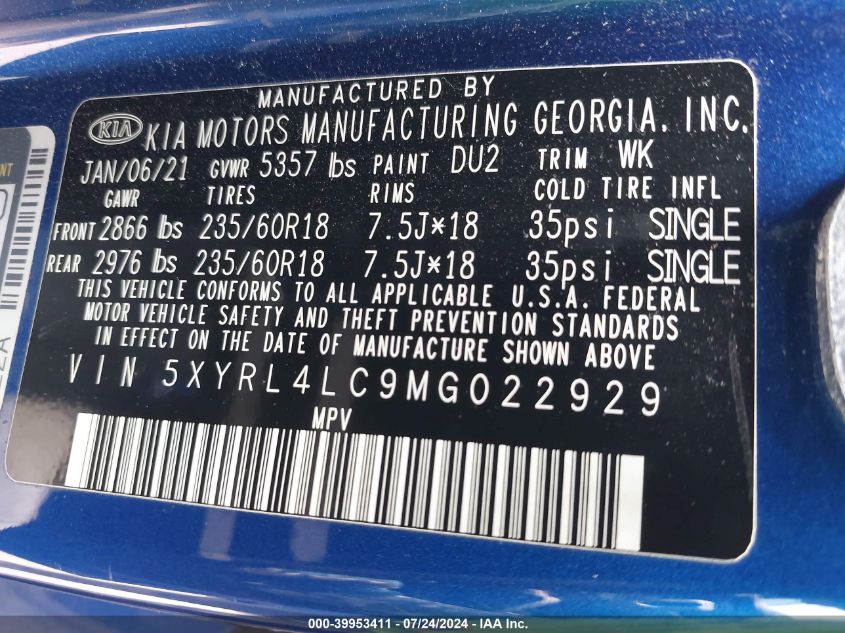 MANUFACTURED BY
KIA KIA MOTORS MANUFACTURING GEORGIA. INC.
JAN/06/21 GVWR 5357 lbs PAINT DU2 TRIM WK
GAWR TIRES RIMS COLD TIRE INFL
FRONT 2866 lbs 235/60R18 7.5J*18 35psi SINGLE
REAR 2976 lbs 235/60R18 7.5J*18 35psi SINGLE
THIS VEHICLE CONFORMS TO ALL APPLICABLE U.S.A. FEDERAL
MOTOR VEHICLE SAFETY AND THEFT PREVENTION STANDARDS
IN EFFECT ON THE DATE OF MANUFACTURE SHOWN ABOVE
VIN 5XYRL4LC9MG022929
MPV
000-39953411 - 07/24/2024 - IAA Inc.